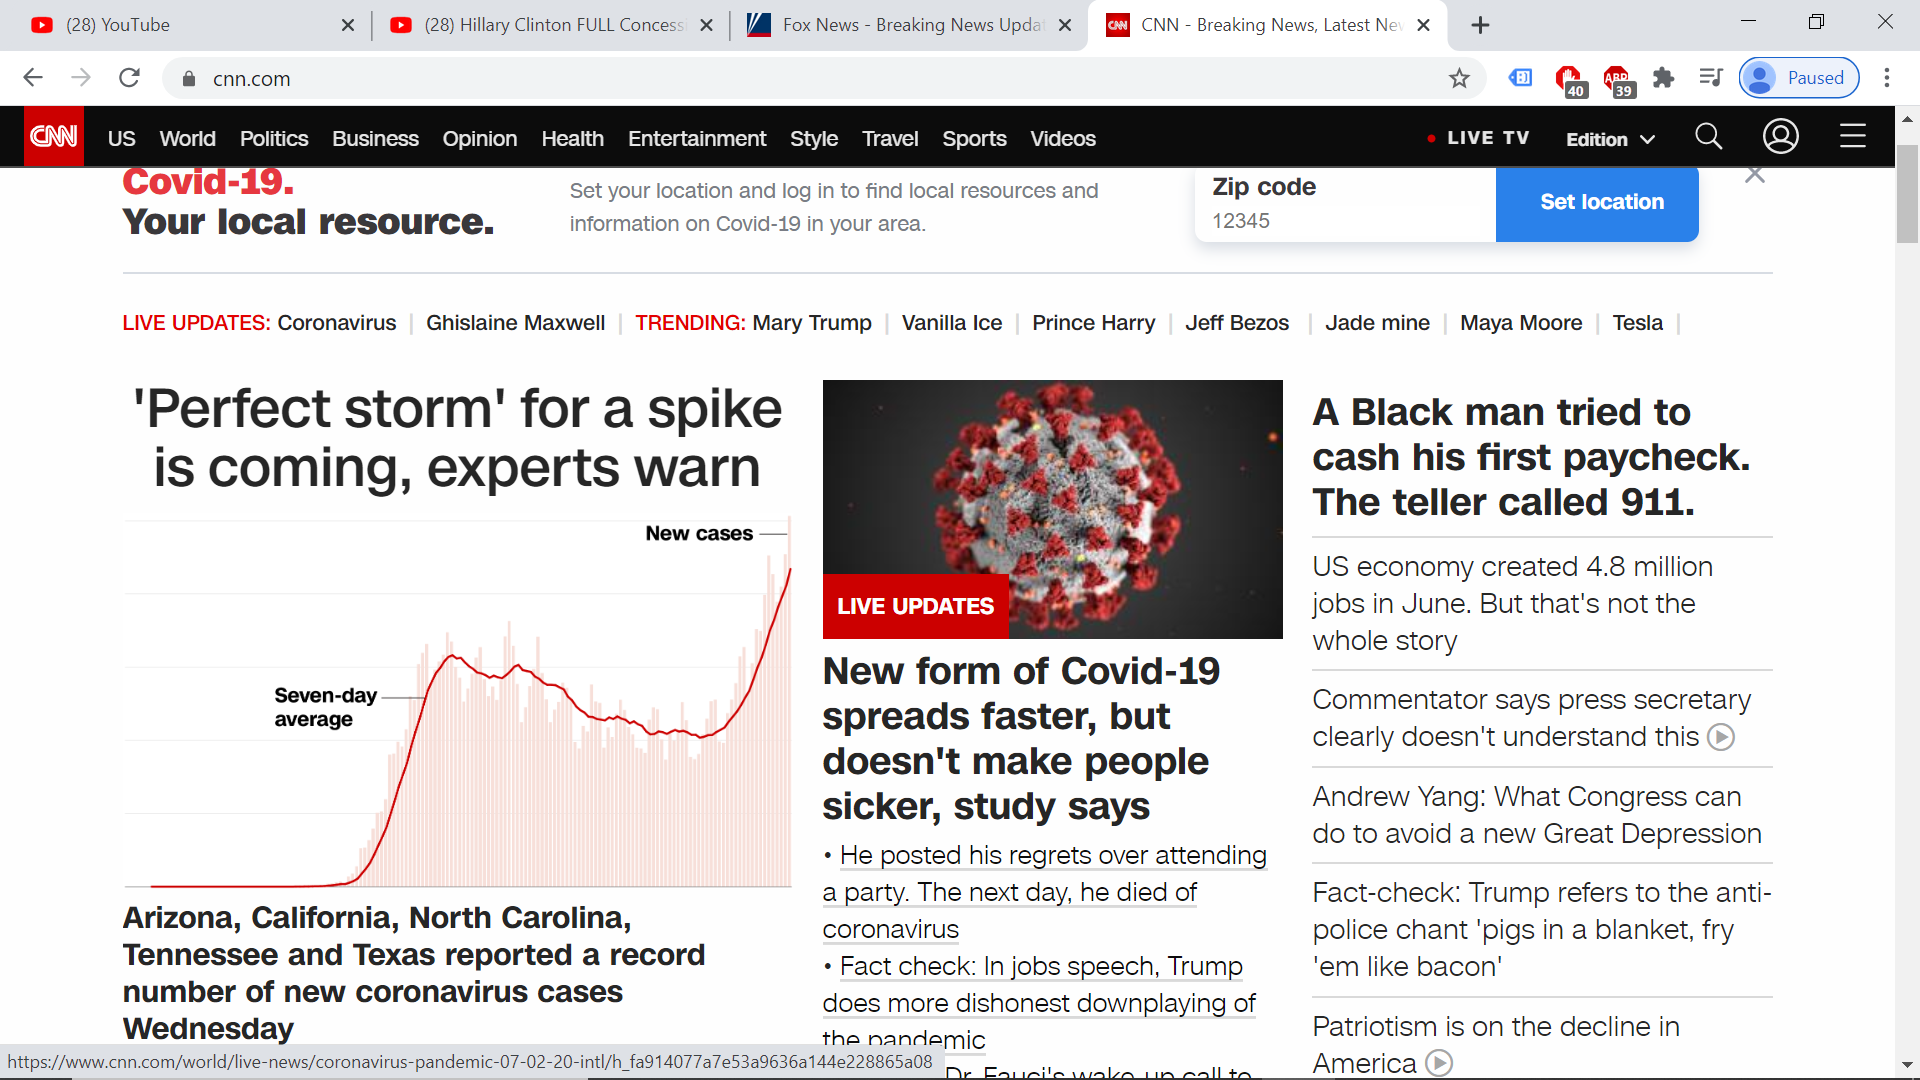 (28) YouTube
(28) Hillary Clinton FULL Concess
Fox News - Breaking News Updat
CNN - Breaking News, Latest Ne
cnn.com
40
ABP
39
Paused
CNN
US
World
Politics
Business
Opinion
Health
Entertainment
Style
Travel
Sports
Videos
LIVE TV
Edition
Covid-19.
Your local resource.
Set your location and log in to find local resources and
information on Covid-19 in your area.
Zip code
12345
Set location
LIVE UPDATES: Coronavirus | Ghislaine Maxwell | TRENDING: Mary Trump | Vanilla Ice | Prince Harry | Jeff Bezos | Jade mine | Maya Moore | Tesla |
'Perfect storm' for a spike
is coming, experts warn
New cases
Seven-day
average
Arizona, California, North Carolina,
Tennessee and Texas reported a record
number of new coronavirus cases
Wednesday
LIVE UPDATES
New form of Covid-19
spreads faster, but
doesn't make people
sicker, study says
• He posted his regrets over attending
a party. The next day, he died of
coronavirus
• Fact check: In jobs speech, Trump
does more dishonest downplaying of
the pandemic
Dr. Fauci's wake-up call to
A Black man tried to
cash his first paycheck.
The teller called 911.
US economy created 4.8 million
jobs in June. But that's not the
whole story
Commentator says press secretary
clearly doesn't understand this
Andrew Yang: What Congress can
do to avoid a new Great Depression
Fact-check: Trump refers to the anti-
police chant 'pigs in a blanket, fry
'em like bacon'
Patriotism is on the decline in
America
https://www.cnn.com/world/live-news/coronavirus-pandemic-07-02-20-intl/h_fa914077a7e53a9636a144e228865a08